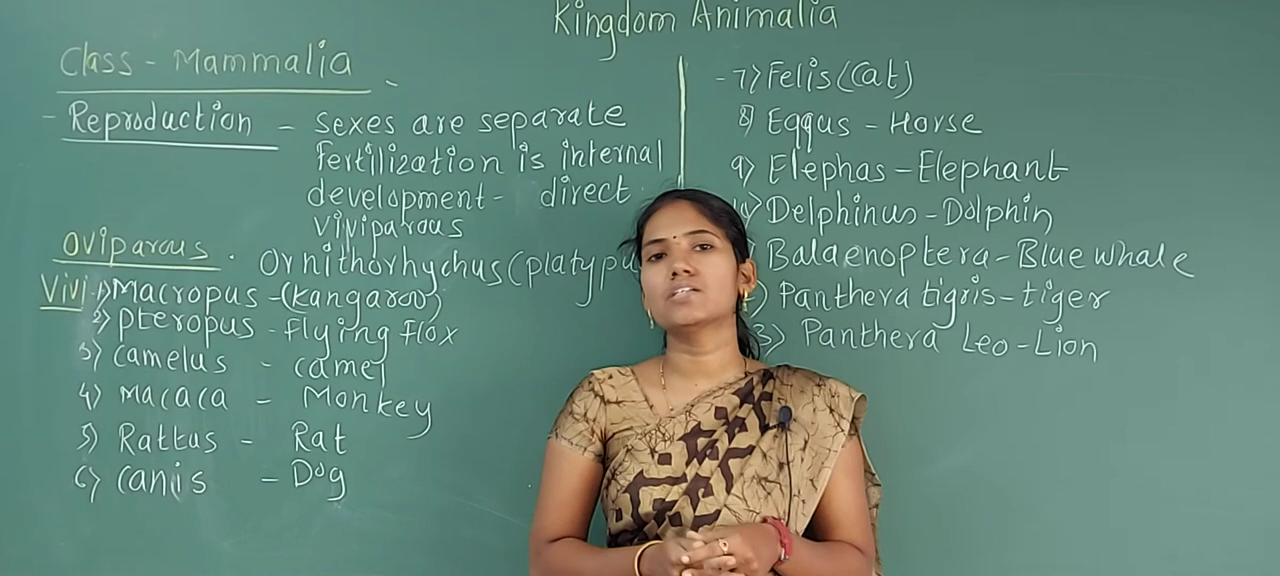 Kingdom Animalia
Class - Mammalia
- Reproduction - sexes are separate
Fertilization is internal
development - direct
viviparous
Oviparous. Ornithorhychus (platypu
Vivi 1) Macropus - (kangaroo)
2) pteropus - flying flox
3) camelus - camel
4) Macaca - Monkey
5) Rattus - Rat
6) canis - Dog
- 7) Felis (Cat)
8) Eqqus - Horse
9) Elephas - Elephant
Delphinus - Dolphin
Balaenoptera - Blue whale
) Panthera tigris - tiger
3) Panthera Leo - Lion